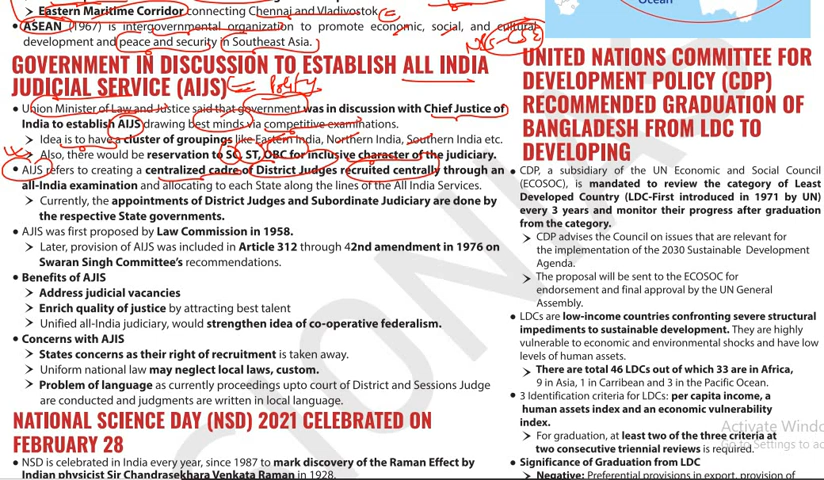 ➤ Eastern Maritime Corridor connecting Chennai and Vladivostok.
• ASEAN (1967) is intergovernmental organization to promote economic, social, and cultural
development and peace and security in Southeast Asia.
GOVERNMENT IN DISCUSSION TO ESTABLISH ALL INDIA
JUDICIAL SERVICE (AIJS)
Polity
• Union Minister of Law and Justice said that government was in discussion with Chief Justice of
India to establish AIJS drawing best minds via competitive examinations.
➤ Idea is to have a cluster of groupings like Eastern India, Northern India, Southern India etc.
➤ Also, there would be reservation to SC, ST, OBC for inclusive character of the judiciary.
• AIJS refers to creating a centralized cadre of District Judges recruited centrally through an
all-India examination and allocating to each State along the lines of the All India Services.
➤ Currently, the appointments of District Judges and Subordinate Judiciary are done by
the respective State governments.
• AIJS was first proposed by Law Commission in 1958.
➤ Later, provision of AIJS was included in Article 312 through 42nd amendment in 1976 on
Swaran Singh Committee's recommendations.
• Benefits of AIJS
➤ Address judicial vacancies
➤ Enrich quality of justice by attracting best talent
➤ Unified all-India judiciary, would strengthen idea of co-operative federalism.
• Concerns with AIJS
➤ States concerns as their right of recruitment is taken away.
➤ Uniform national law may neglect local laws, custom.
➤ Problem of language as currently proceedings upto court of District and Sessions Judge
are conducted and judgments are written in local language.
NATIONAL SCIENCE DAY (NSD) 2021 CELEBRATED ON
FEBRUARY 28
• NSD is celebrated in India every year, since 1987 to mark discovery of the Raman Effect by
Indian physicist Sir Chandrasekhara Venkata Raman in 1928.
Ocean
UNITED NATIONS COMMITTEE FOR
DEVELOPMENT POLICY (CDP)
RECOMMENDED GRADUATION OF
BANGLADESH FROM LDC TO
DEVELOPING
• CDP, a subsidiary of the UN Economic and Social Council
(ECOSOC), is mandated to review the category of Least
Developed Country (LDC-First introduced in 1971 by UN)
every 3 years and monitor their progress after graduation
from the category.
➤ CDP advises the Council on issues that are relevant for
the implementation of the 2030 Sustainable Development
Agenda.
➤ The proposal will be sent to the ECOSOC for
endorsement and final approval by the UN General
Assembly.
• LDCs are low-income countries confronting severe structural
impediments to sustainable development. They are highly
vulnerable to economic and environmental shocks and have low
levels of human assets.
➤ There are total 46 LDCs out of which 33 are in Africa,
9 in Asia, 1 in Carribean and 3 in the Pacific Ocean.
• 3 Identification criteria for LDCs: per capita income, a
human assets index and an economic vulnerability
index.
➤ For graduation, at least two of the three criteria at
two consecutive triennial reviews is required.
• Significance of Graduation from LDC
➤ Negative: Preferential provisions in export, provision of
Activate Windo
Go to Settings to ac